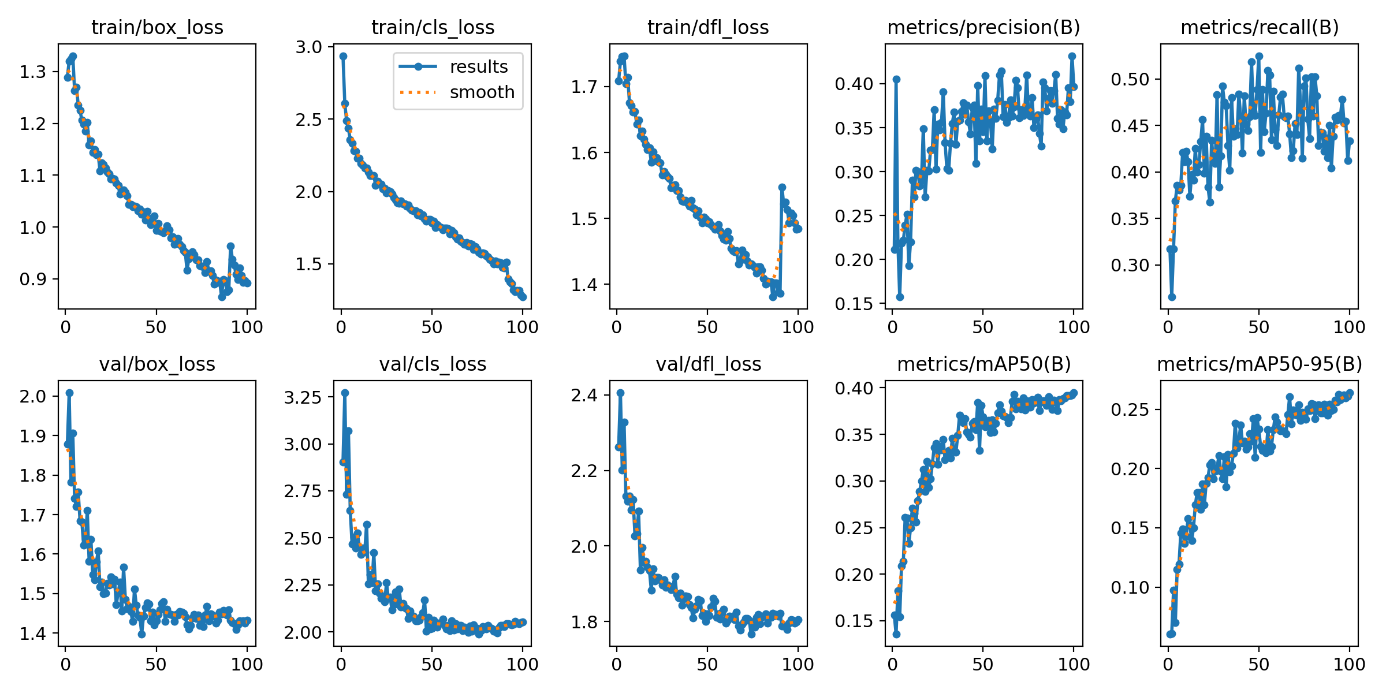 train/box_loss
train/cls_loss
train/dfl_loss
metrics/precision(B)
metrics/recall(B)
1.3
1.2
1.1
1.0
0.9
0 50 100
3.0
2.5
2.0
1.5
0 50 100
results
smooth
1.7
1.6
1.5
1.4
0 50 100
0.40
0.35
0.30
0.25
0.20
0.15
0 50 100
0.50
0.45
0.40
0.35
0.30
0 50 100
val/box_loss
val/cls_loss
val/dfl_loss
metrics/mAP50(B)
metrics/mAP50-95(B)
2.0
1.9
1.8
1.7
1.6
1.5
1.4
0 50 100
3.25
3.00
2.75
2.50
2.25
2.00
0 50 100
2.4
2.2
2.0
1.8
0 50 100
0.40
0.35
0.30
0.25
0.20
0.15
0 50 100
0.25
0.20
0.15
0.10
0 50 100